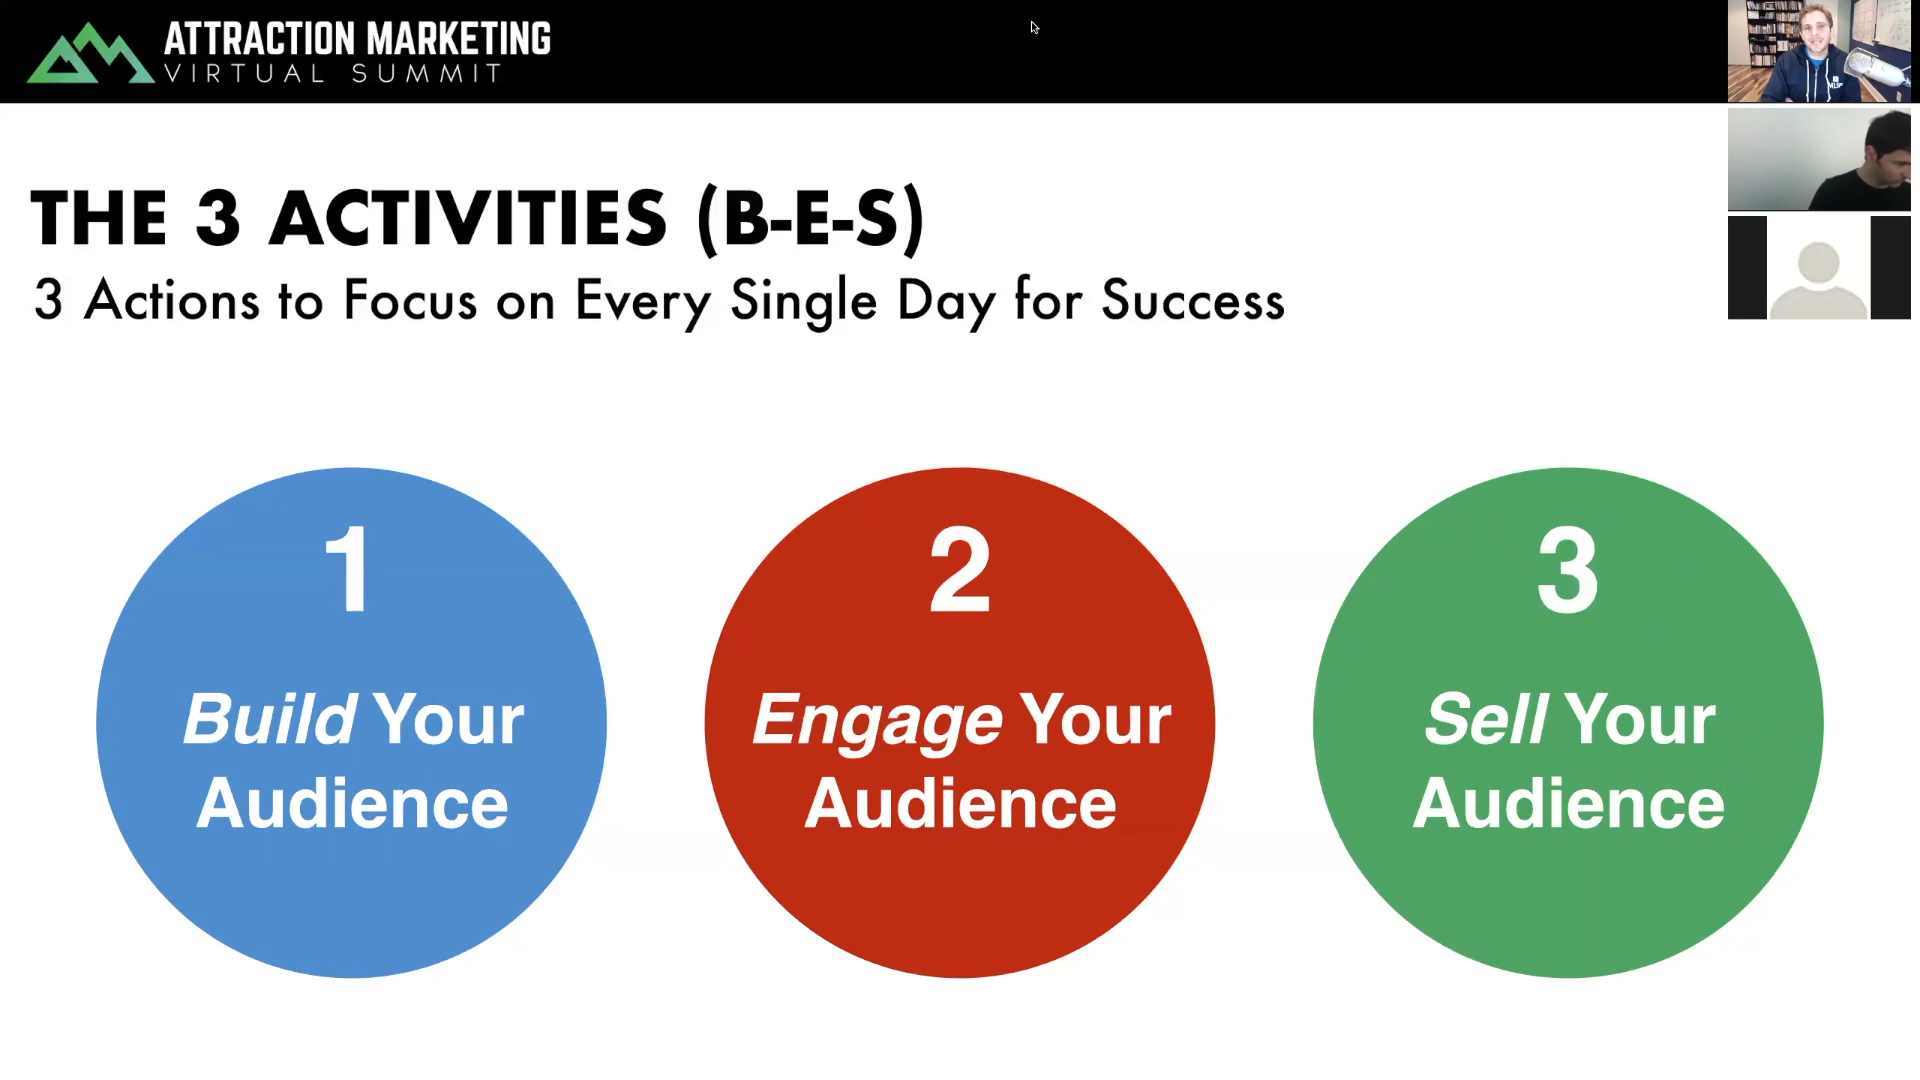 ATTRACTION MARKETING
VIRTUAL SUMMIT
THE 3 ACTIVITIES (B-E-S)
3 Actions to Focus on Every Single Day for Success
1
Build Your
Audience
2
Engage Your
Audience
3
Sell Your
Audience